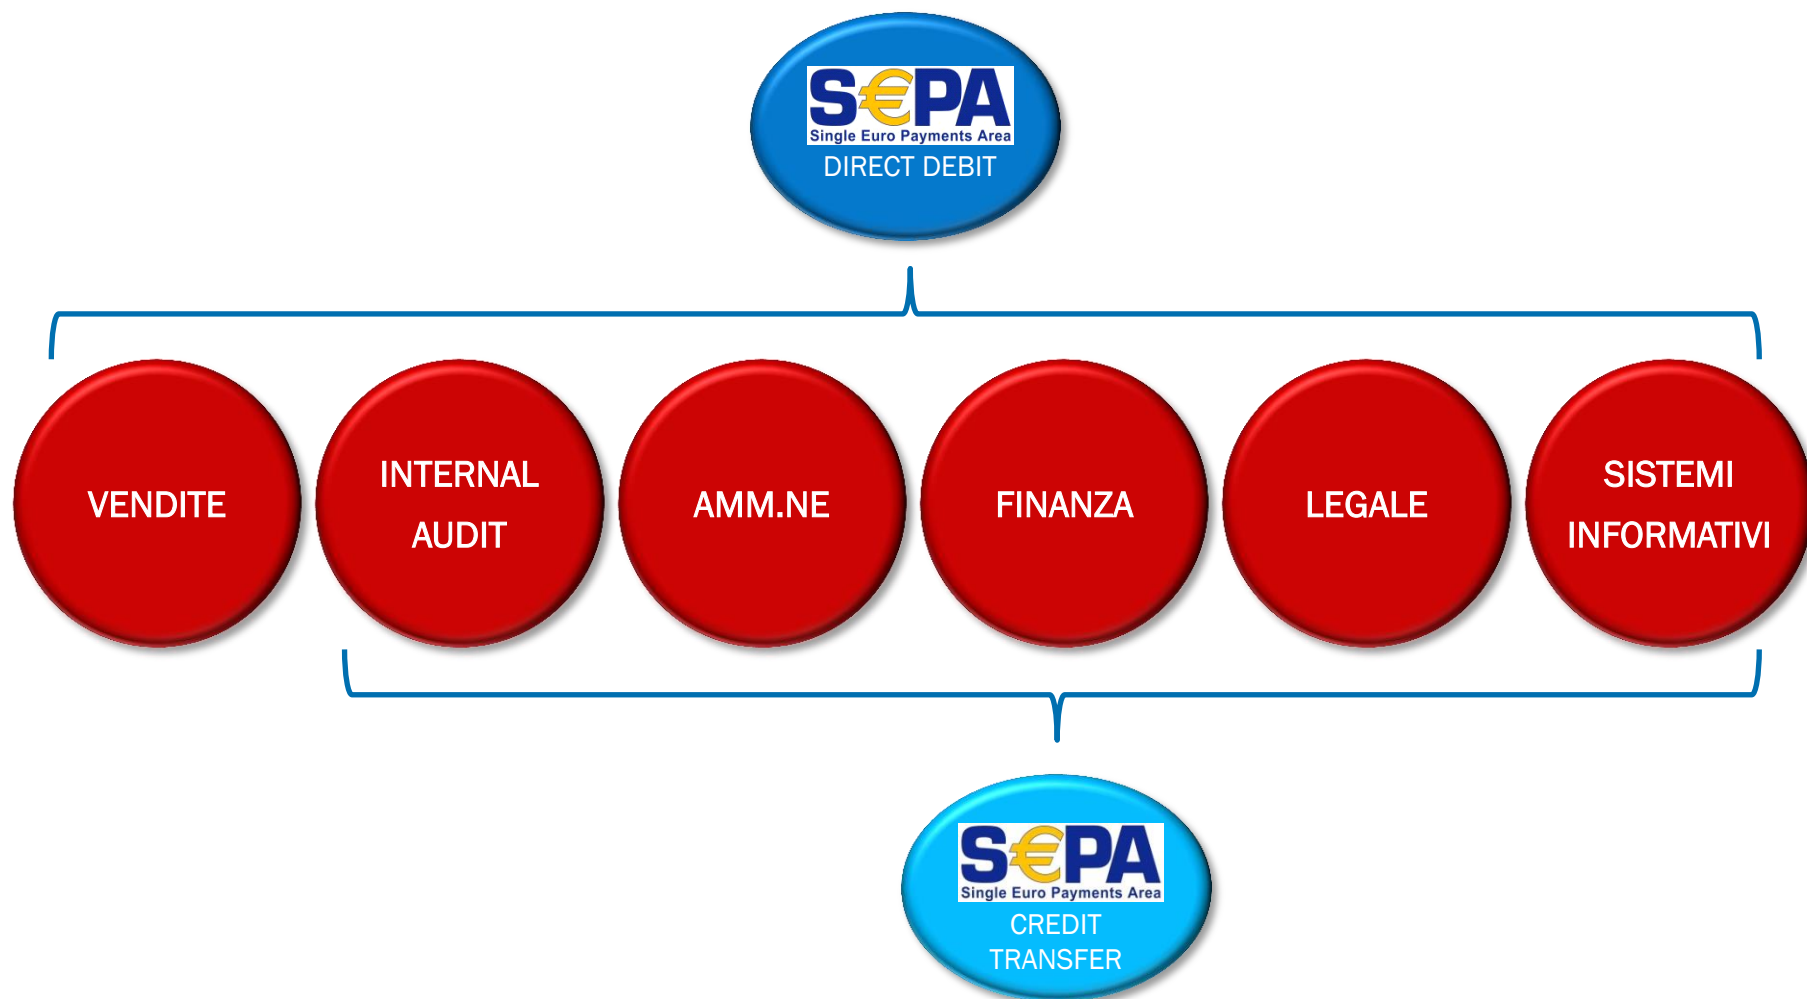 S€PA
Single Euro Payments Area
DIRECT DEBIT
VENDITE
INTERNAL
AUDIT
AMM.NE
FINANZA
LEGALE
SISTEMI
INFORMATIVI
S€PA
Single Euro Payments Area
CREDIT
TRANSFER